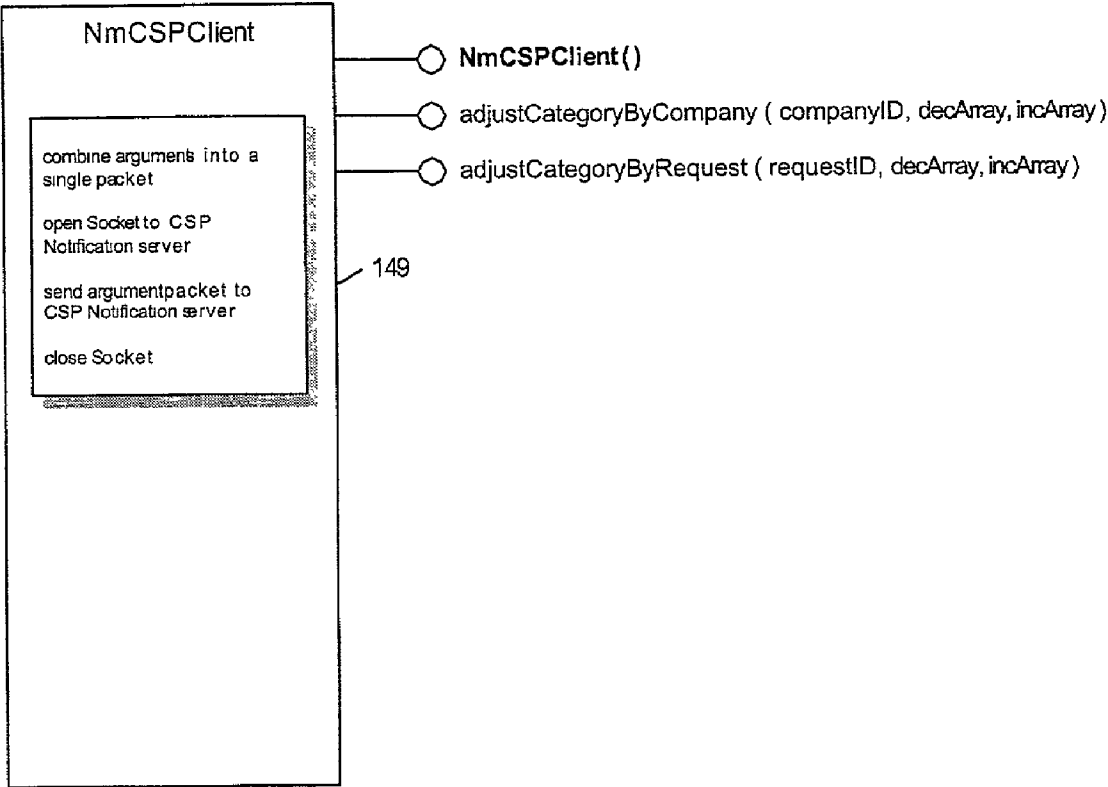 NmCSPClient
NmCSPClient()
adjustCategoryByCompany ( companyID, decArray, incArray)
adjustCategoryByRequest ( requestID, decArray, incArray)
combine arguments into a
single packet
open Socket to CSP
Notification server
send argumentpacket to
CSP Notification server
close Socket
149